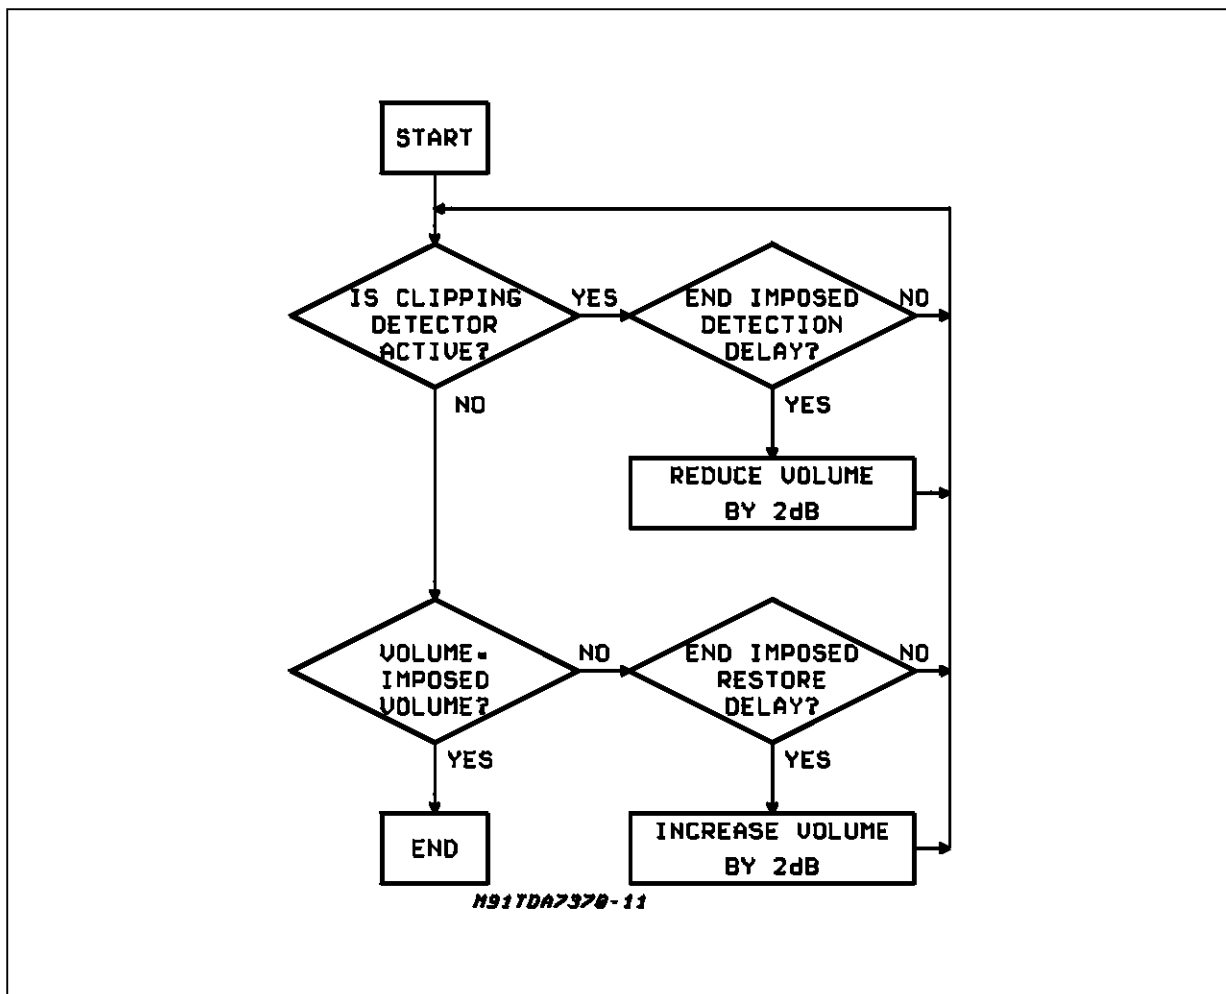 START
IS CLIPPING
DETECTOR
ACTIVE?
YES
END IMPOSED
DETECTION
DELAY?
NO
NO
YES
REDUCE VOLUME
BY 2dB
VOLUME=
IMPOSED
VOLUME?
NO
END IMPOSED
RESTORE
DELAY?
NO
YES
YES
END
INCREASE VOLUME
BY 2dB
M91TDA7370-11